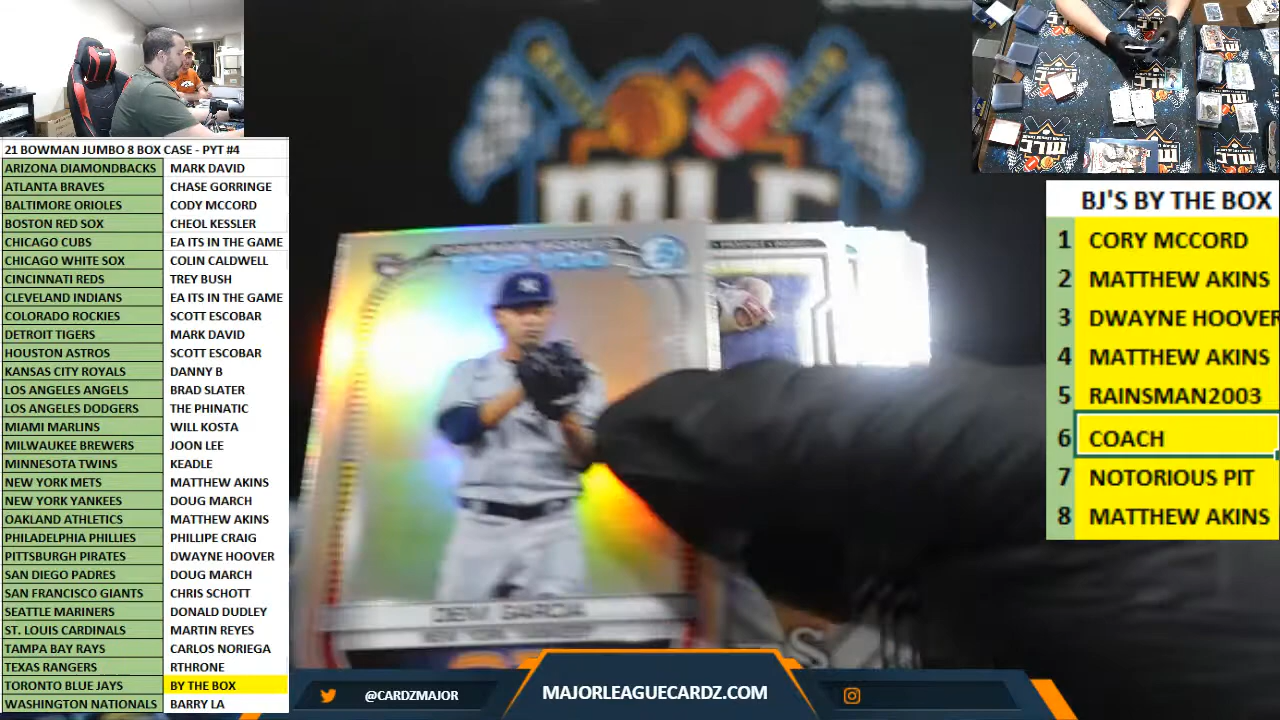 21 BOWMAN JUMBO 8 BOX CASE - PYT #4
ARIZONA DIAMONDBACKS MARK DAVID
ATLANTA BRAVES CHASE GORRINGE
BALTIMORE ORIOLES CODY MCCORD
BOSTON RED SOX CHEOL KESSLER
CHICAGO CUBS EA ITS IN THE GAME
CHICAGO WHITE SOX COLIN CALDWELL
CINCINNATI REDS TREY BUSH
CLEVELAND INDIANS EA ITS IN THE GAME
COLORADO ROCKIES SCOTT ESCOBAR
DETROIT TIGERS MARK DAVID
HOUSTON ASTROS SCOTT ESCOBAR
KANSAS CITY ROYALS DANNY B
LOS ANGELES ANGELS BRAD SLATER
LOS ANGELES DODGERS THE PHINATIC
MIAMI MARLINS WILL KOSTA
MILWAUKEE BREWERS JOON LEE
MINNESOTA TWINS KEADLE
NEW YORK METS MATTHEW AKINS
NEW YORK YANKEES DOUG MARCH
OAKLAND ATHLETICS MATTHEW AKINS
PHILADELPHIA PHILLIES PHILLIPE CRAIG
PITTSBURGH PIRATES DWAYNE HOOVER
SAN DIEGO PADRES DOUG MARCH
SAN FRANCISCO GIANTS CHRIS SCHOTT
SEATTLE MARINERS DONALD DUDLEY
ST. LOUIS CARDINALS MARTIN REYES
TAMPA BAY RAYS CARLOS NORIEGA
TEXAS RANGERS RTHRONE
TORONTO BLUE JAYS BY THE BOX
WASHINGTON NATIONALS BARRY LA
MLC
TOP 100
DEIVI GARCIA
NEW YORK YANKEES
BJ'S BY THE BOX
1 CORY MCCORD
2 MATTHEW AKINS
3 DWAYNE HOOVER
4 MATTHEW AKINS
5 RAINSMAN2003
6 COACH
7 NOTORIOUS PIT
8 MATTHEW AKINS
@CARDZMAJOR
MAJORLEAGUECARDZ.COM